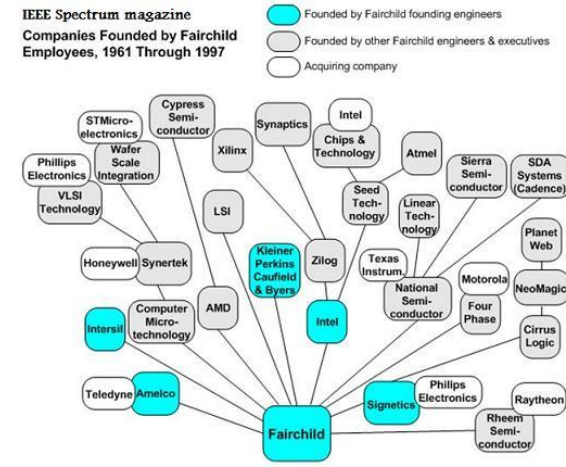 IEEE Spectrum magazine
Companies Founded by Fairchild
Employees, 1961 Through 1997
Founded by Fairchild founding engineers
Founded by other Fairchild engineers & executives
Acquiring company
STMicro-
electronics
Wafer
Scale
Integration
Cypress
Semi-
conductor
Xilinx
Synaptics
Intel
Chips &
Technology
Atmel
Sierra
Semi-
conductor
SDA
Systems
(Cadence)
Phillips
Electronics
VLSI
Technology
LSI
Seed
Tech-
nology
Linear
Tech-
nology
Planet
Web
Honeywell
Synertek
Kleiner
Perkins
Caufield
& Byers
Zilog
Texas
Instrum.
National
Semi-
conductor
Motorola
Four
Phase
NeoMagic
Intersil
Computer
Micro-
technology
AMD
Intel
Cirrus
Logic
Teledyne
Amelco
Fairchild
Signetics
Philips
Electronics
Raytheon
Rheem
Semi-
conductor